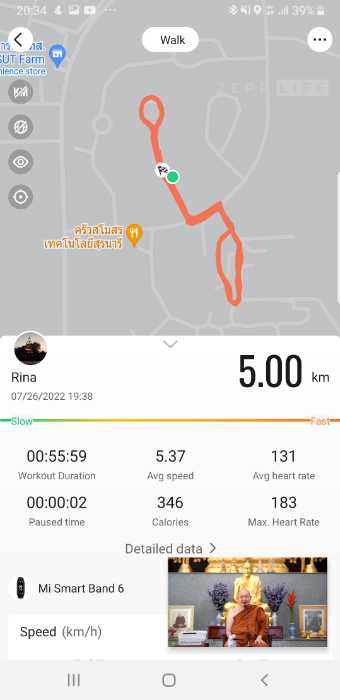 20:34
39%
Walk
SUT Farm
nience store
ZEPP LIFE
ครัวสโมสร
เทคโนโลยีสุรนารี
Rina
5.00 km
07/26/2022 19:38
Slow
Fast
00:55:59
5.37
131
Workout Duration
Avg speed
Avg heart rate
00:00:02
346
183
Paused time
Calories
Max. Heart Rate
Detailed data
Mi Smart Band 6
Speed (km/h)